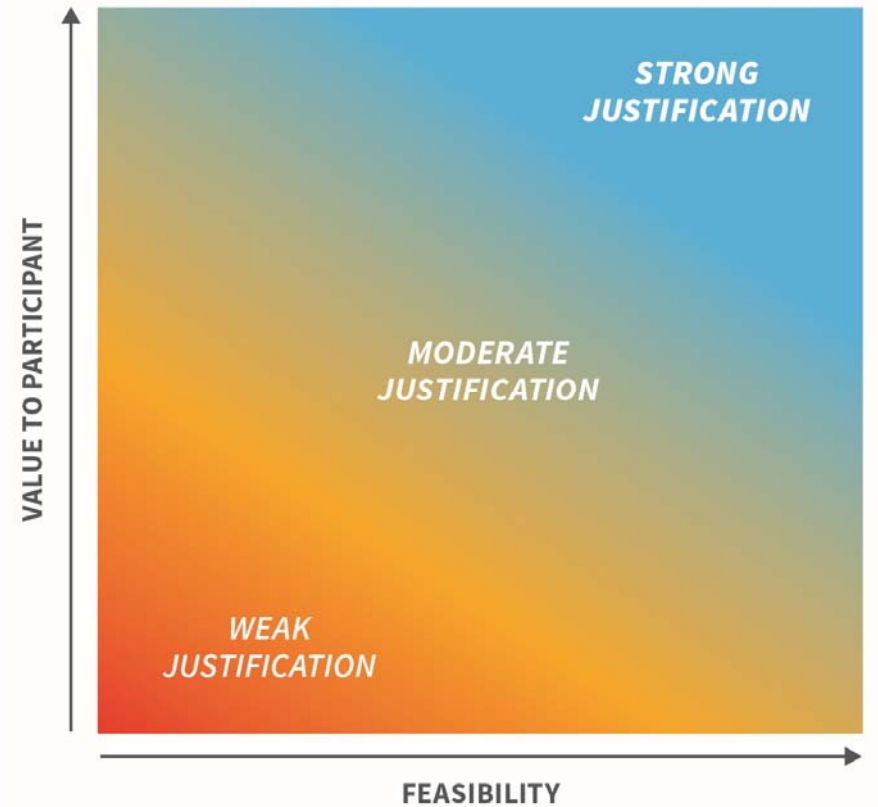 STRONG
JUSTIFICATION
VALUE TO PARTICIPANT
MODERATE
JUSTIFICATION
WEAK
JUSTIFICATION
FEASIBILITY